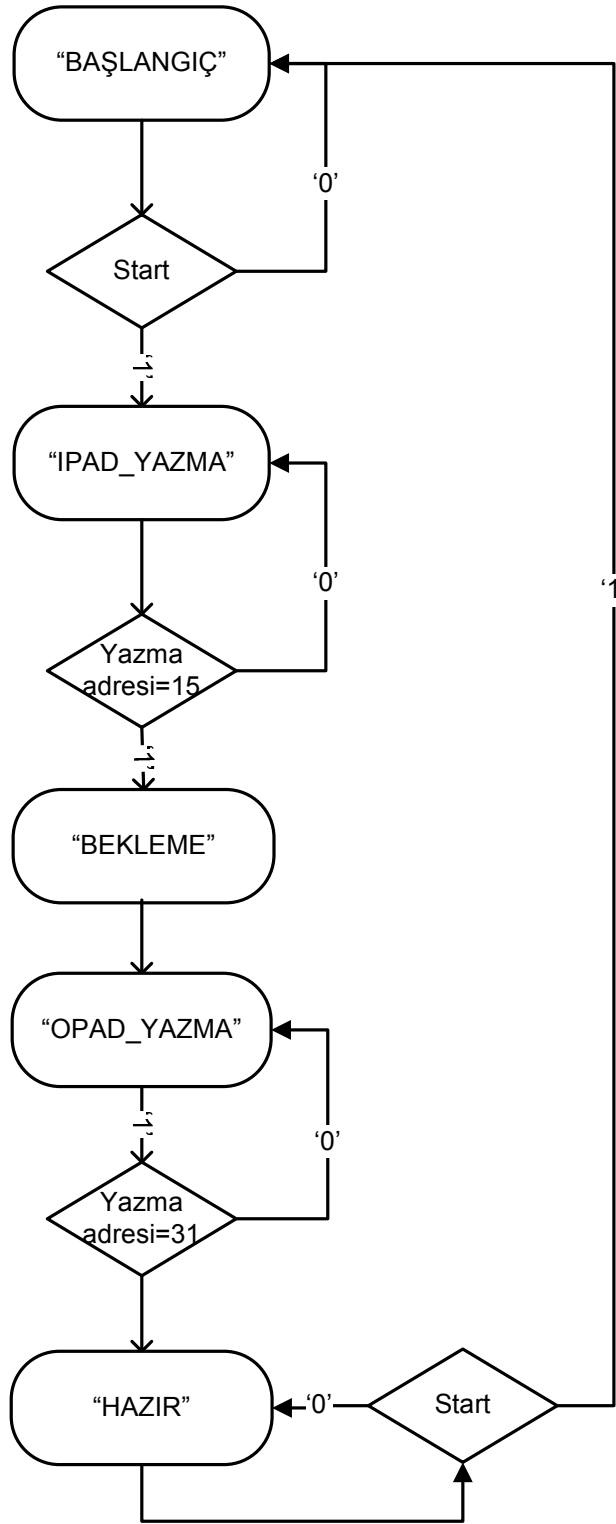 “BAŞLANGIÇ”
‘0’
Start
‘1’
“IPAD_YAZMA”
‘0’
‘1’
Yazma
adresi=15
‘1’
“BEKLEME”
“OPAD_YAZMA”
‘1’
‘0’
Yazma
adresi=31
“HAZIR”
‘0’
Start